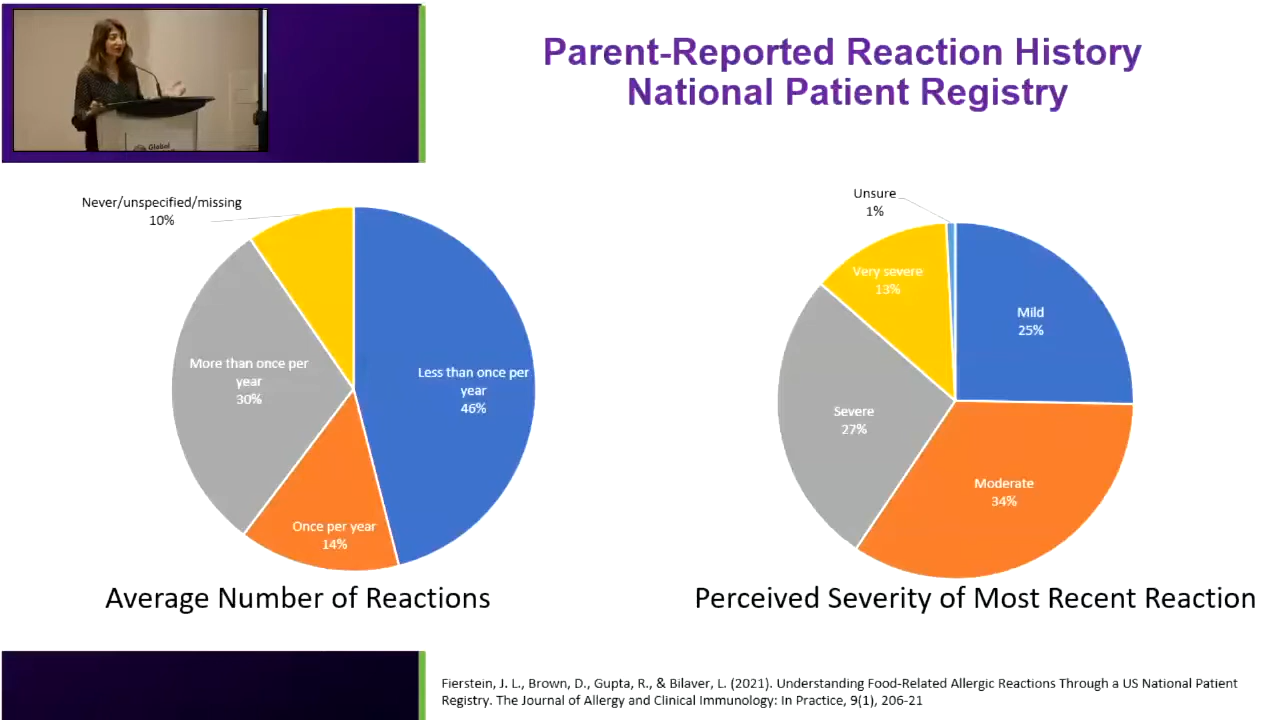 Parent-Reported Reaction History
National Patient Registry
Global
Never/unspecified/missing
10%
More than once per
year
30%
Less than once per
year
46%
Once per year
14%
Average Number of Reactions
Unsure
1%
Very severe
13%
Mild
25%
Severe
27%
Moderate
34%
Perceived Severity of Most Recent Reaction
Fierstein, J. L., Brown, D., Gupta, R., & Bilaver, L. (2021). Understanding Food-Related Allergic Reactions Through a US National Patient
Registry. The Journal of Allergy and Clinical Immunology: In Practice, 9(1), 206-21